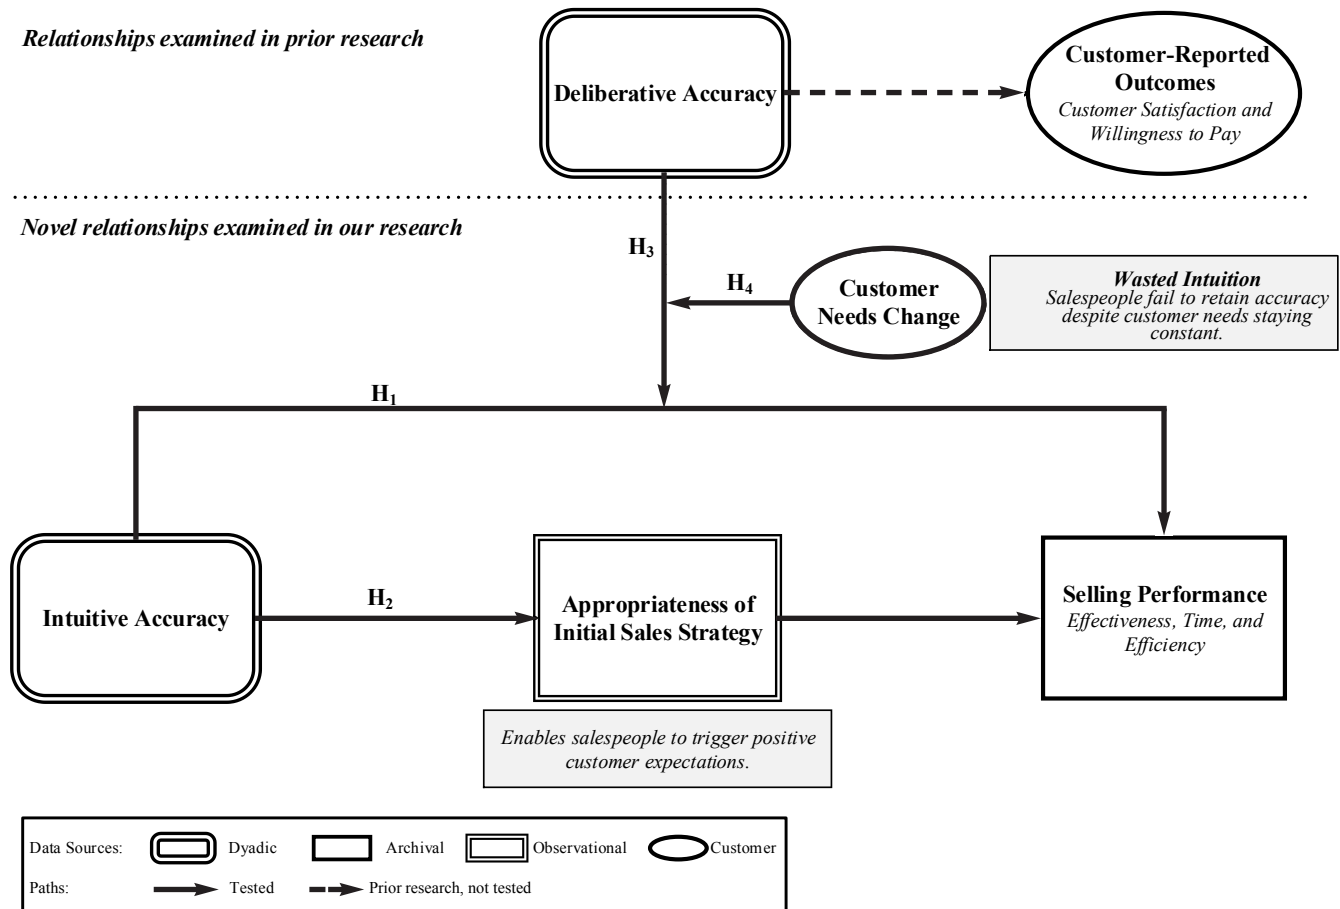 Relationships examined in prior research
Deliberative Accuracy
Customer-Reported
Outcomes
Customer Satisfaction and
Willingness to Pay
Novel relationships examined in our research
H3
H4
Customer
Needs Change
Wasted Intuition
Salespeople fail to retain accuracy
despite customer needs staying
constant.
H1
Intuitive Accuracy
H2
Appropriateness of
Initial Sales Strategy
Selling Performance
Effectiveness, Time, and
Efficiency
Enables salespeople to trigger positive
customer expectations.
Data Sources: Dyadic Archival Observational Customer
Paths: Tested Prior research, not tested